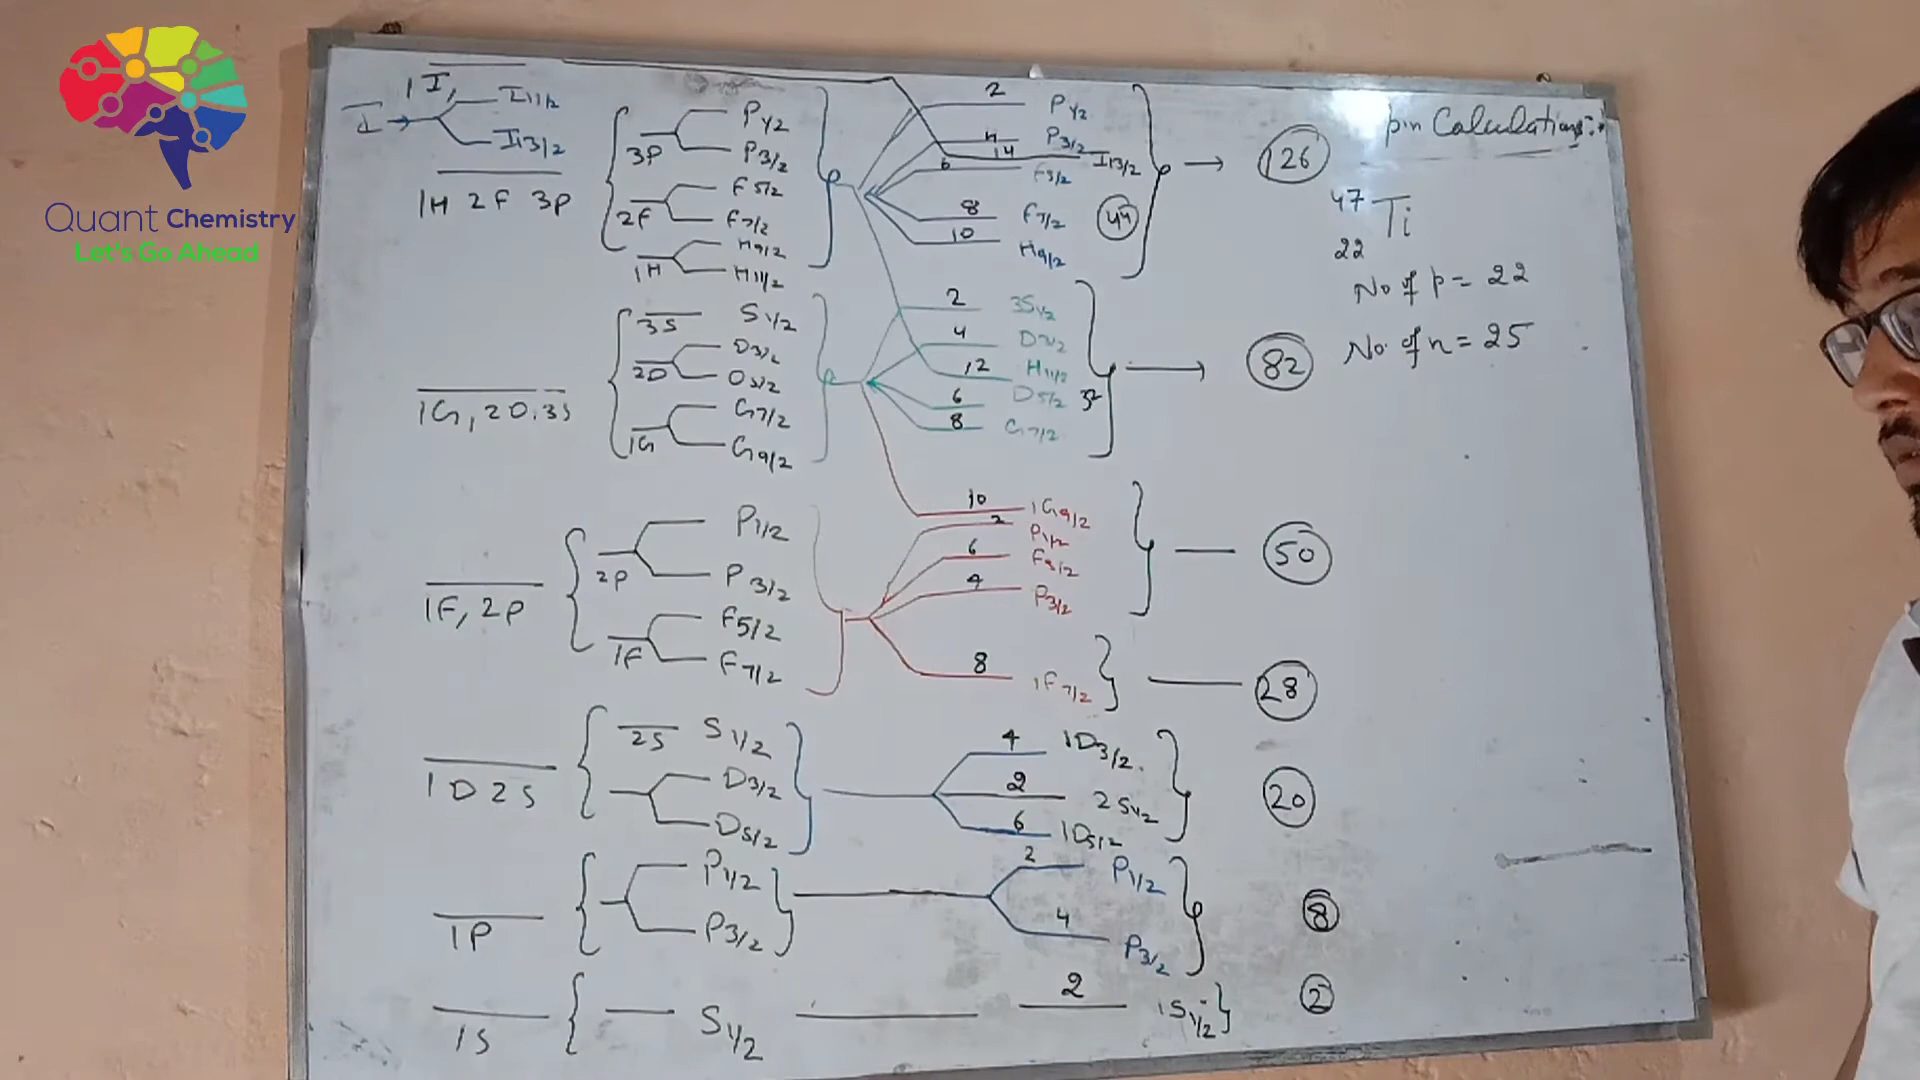 Quant Chemistry
Let's Go Ahead
1 I,
I
I11/2
I13/2
1H 2F 3P
3P
P1/2
P3/2
2F
F5/2
F7/2
1H
H9/2
H11/2
2 P1/2
4 P3/2
14 I13/2
6 F5/2
8 F7/2
10 H9/2
44
126
1G, 2D, 3S
3S S1/2
2D
D3/2
D5/2
1G
G7/2
G9/2
2 3S1/2
4 D3/2
12 H11/2
6 D5/2
8 G7/2
32
82
1F, 2P
2P
P1/2
P3/2
1F
F5/2
F7/2
10 1G9/2
2 P1/2
6 F5/2
4 P3/2
50
8 1F7/2
28
1D 2S
2S S1/2
D3/2
D5/2
4 1D3/2
2 2S1/2
6 1D5/2
20
1P
P1/2
P3/2
2 P1/2
4 P3/2
8
1S
S1/2
2 1S1/2
2
Calculations:-
47
Ti
22
No of p = 22
No. of n = 25